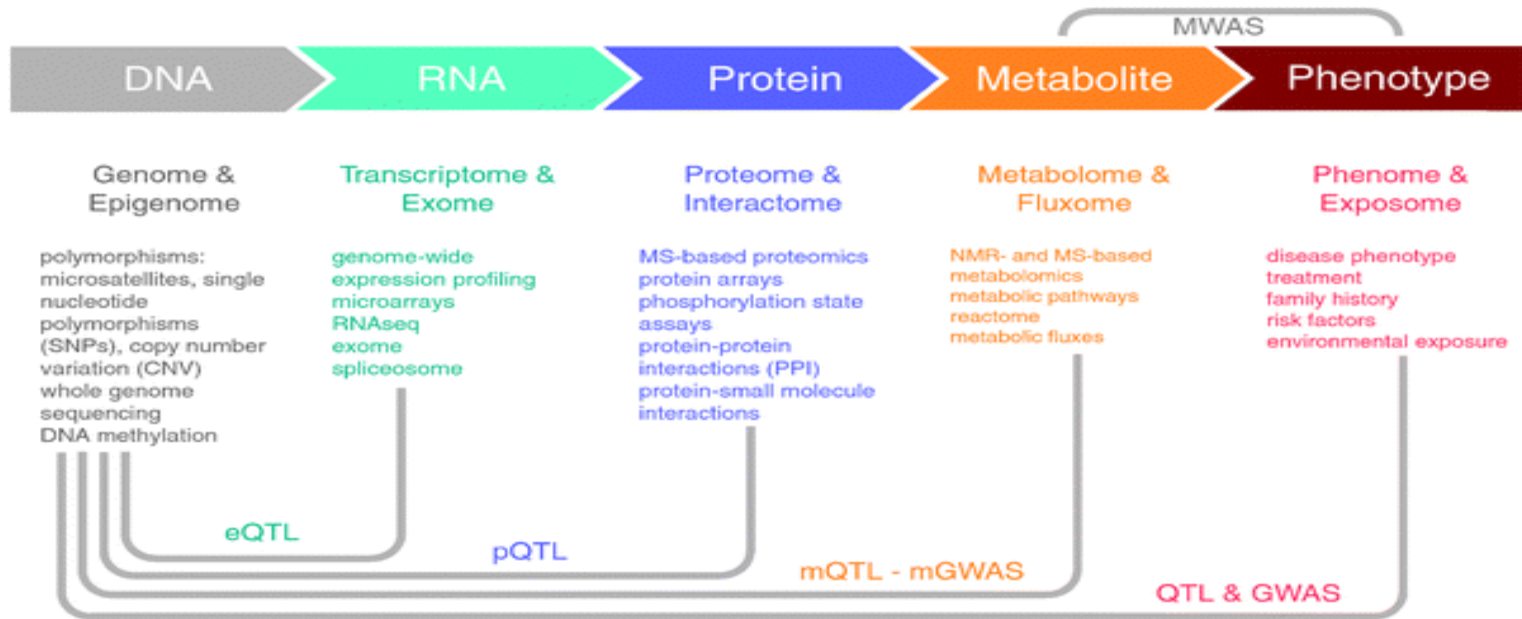 MWAS
DNA
RNA
Protein
Metabolite
Phenotype
Genome &
Epigenome
Transcriptome &
Exome
Proteome &
Interactome
Metabolome &
Fluxome
Phenome &
Exposome
polymorphisms:
microsatellites, single
nucleotide
polymorphisms
(SNPs), copy number
variation (CNV)
whole genome
sequencing
DNA methylation
genome-wide
expression profiling
microarrays
RNAseq
exome
spliceosome
MS-based proteomics
protein arrays
phosphorylation state
assays
protein-protein
interactions (PPI)
protein-small molecule
interactions
NMR- and MS-based
metabolomics
metabolic pathways
reactome
metabolic fluxes
disease phenotype
treatment
family history
risk factors
environmental exposure
eQTL
pQTL
mQTL - mGWAS
QTL & GWAS